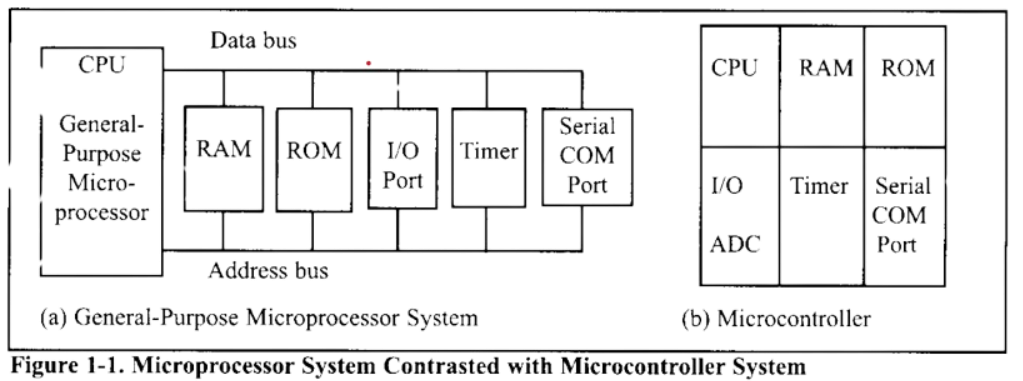 Data bus
CPU
General-
Purpose
Micro-
processor
RAM
ROM
I/O
Port
Timer
Serial
COM
Port
Address bus
(a) General-Purpose Microprocessor System
CPU
RAM
ROM
I/O
ADC
Timer
Serial
COM
Port
(b) Microcontroller
Figure 1-1. Microprocessor System Contrasted with Microcontroller System